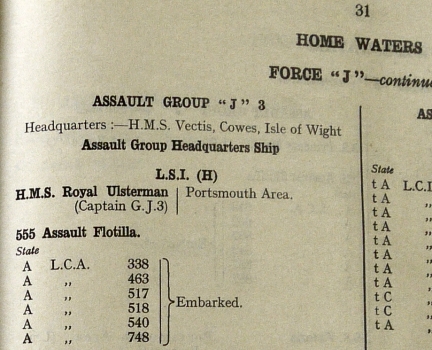 31
HOME WATERS
FORCE "J"—continue
ASSAULT GROUP "J" 3
Headquarters :—H.M.S. Vectis, Cowes, Isle of Wight
Assault Group Headquarters Ship
L.S.I. (H)
H.M.S. Royal Ulsterman Portsmouth Area.
(Captain G.J.3)
555 Assault Flotilla.
State
A L.C.A. 338
A ,, 463
A ,, 517
A ,, 518
A ,, 540
A ,, 748
Embarked.
AS
State
t A L.C.I
t A ,,
t A ,,
t A ,,
t A ,,
t A ,,
t A ,,
t A ,,
t C ,,
t C ,,
t A ,,